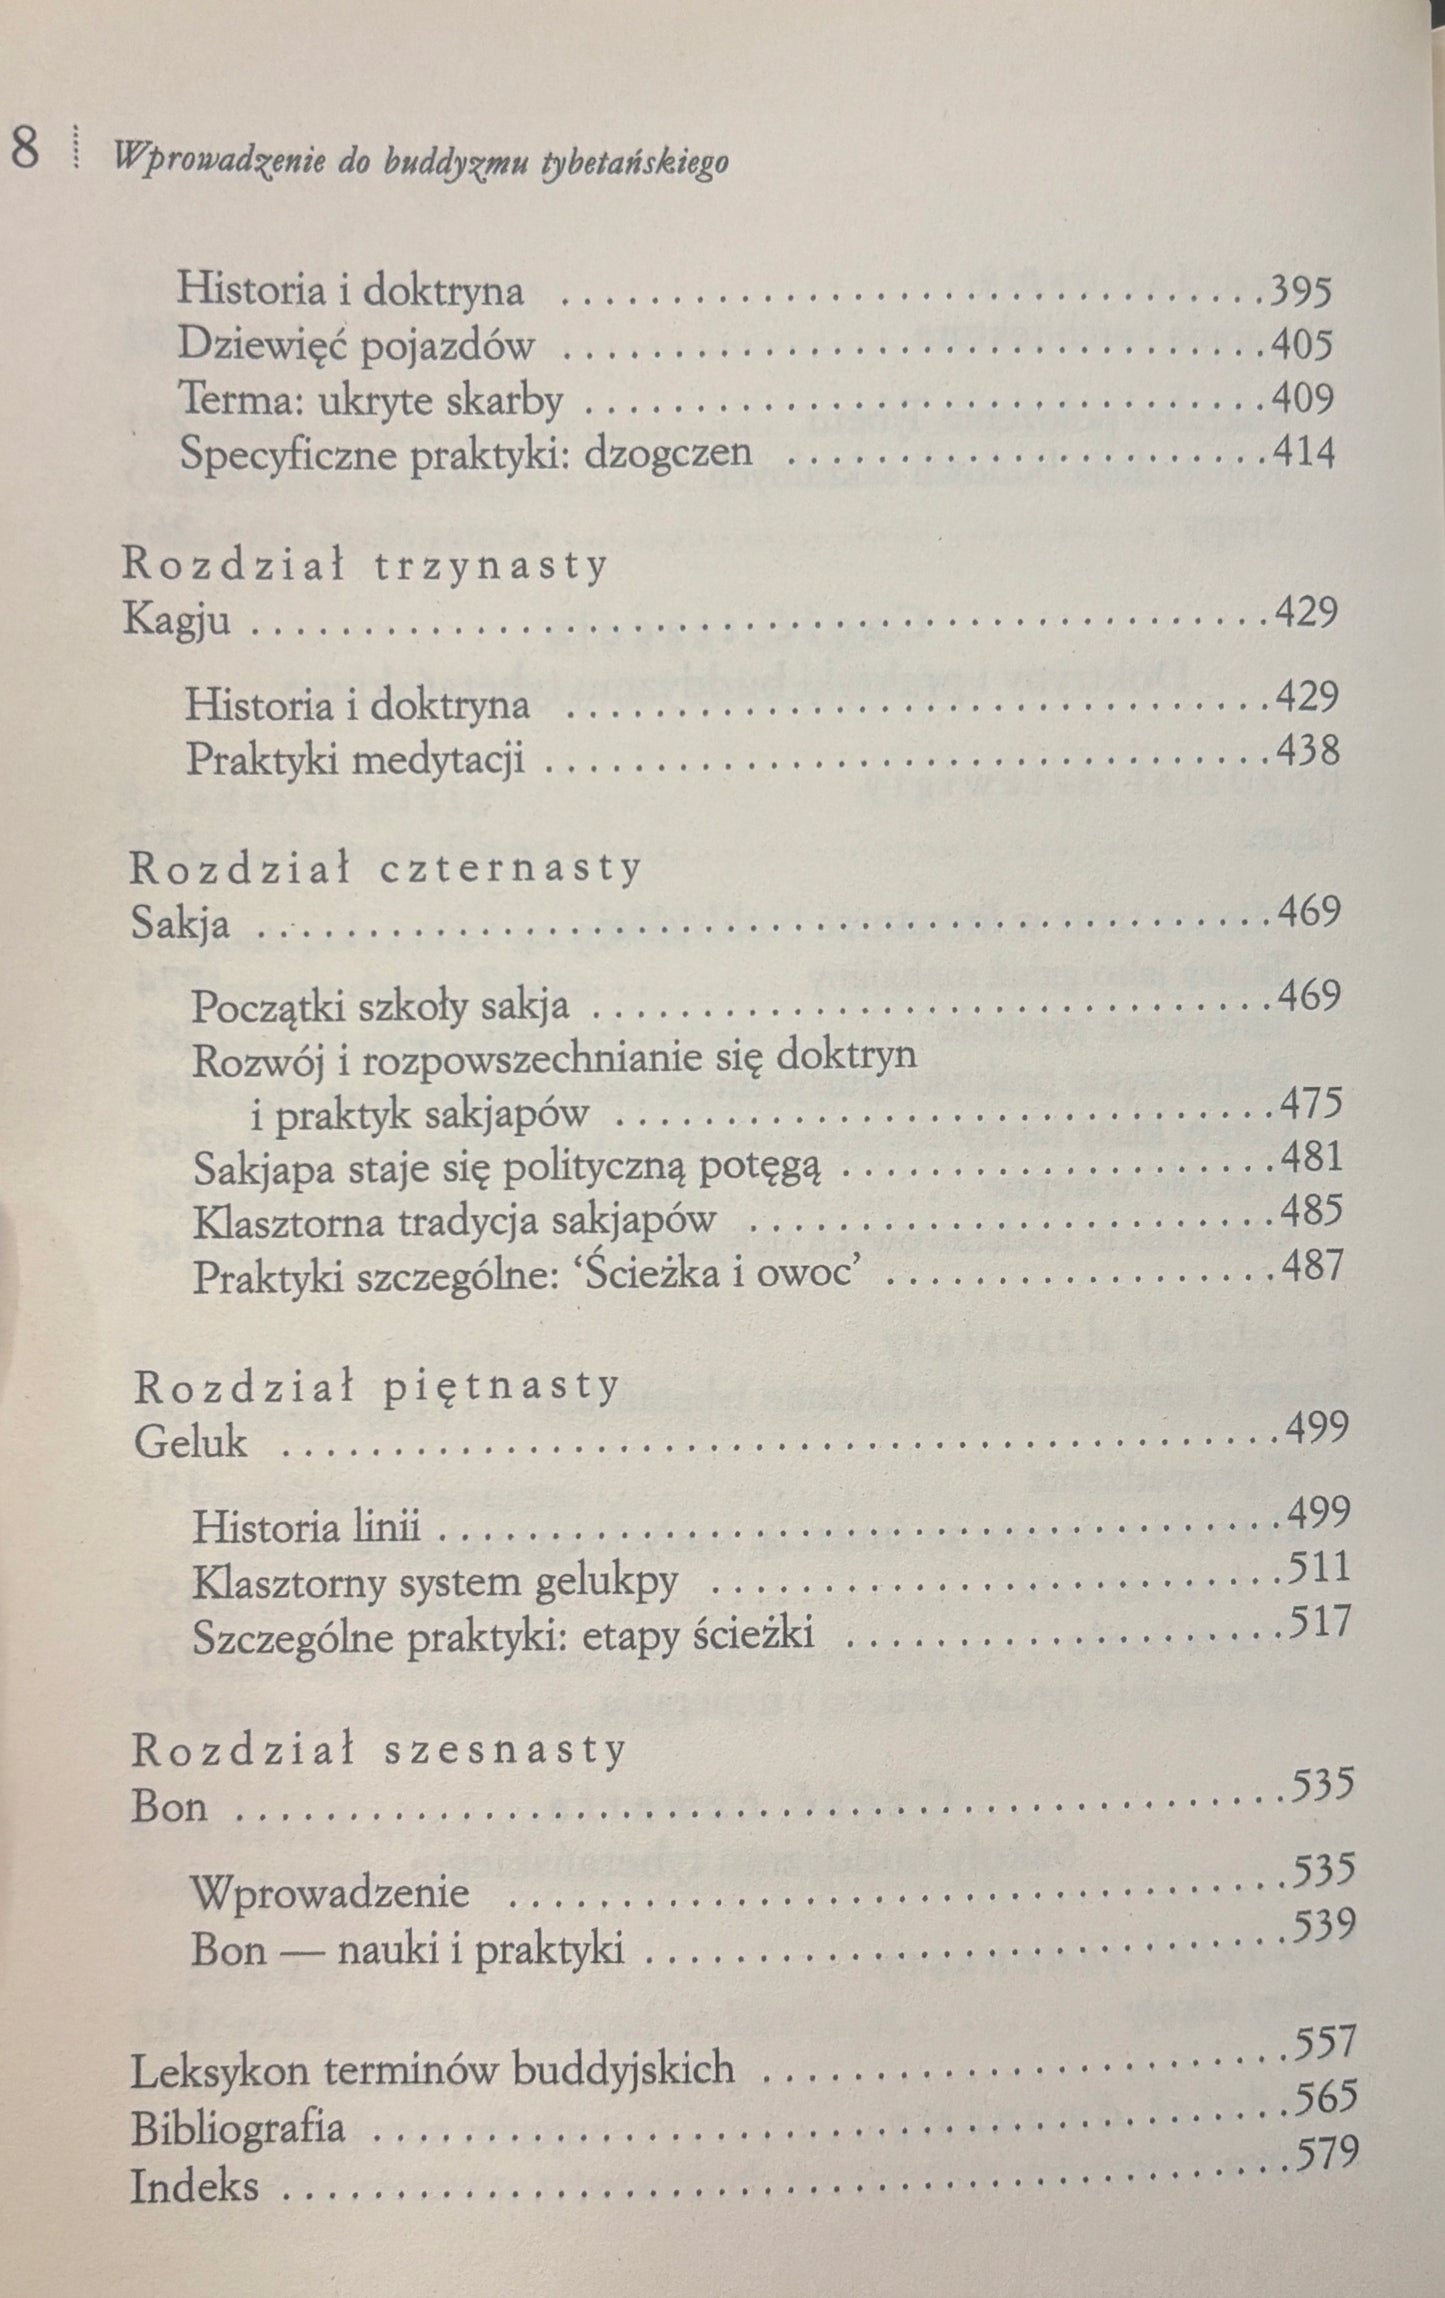 8 Wprowadzenie do buddyzmu tybetańskiego
Historia i doktryna ................................395
Dziewięć pojazdów ................................405
Terma: ukryte skarby ...............................409
Specyficzne praktyki: dzogczen ......................414
Rozdział trzynasty
Kagju ..............................................429
Historia i doktryna ................................429
Praktyki medytacji .................................438
Rozdział czternasty
Sakja ..............................................469
Początki szkoły sakja ...............................469
Rozwój i rozpowszechnianie się doktryn
i praktyk sakjapów ..............................475
Sakjapa staje się polityczną potęgą ....................481
Klasztorna tradycja sakjapów ........................485
Praktyki szczególne: ‘Ścieżka i owoc’ ..................487
Rozdział piętnasty
Geluk .............................................499
Historia linii ......................................499
Klasztorny system gelukpy ..........................511
Szczególne praktyki: etapy ścieżki ....................517
Rozdział szesnasty
Bon ...............................................535
Wprowadzenie ...................................535
Bon — nauki i praktyki .............................539
Leksykon terminów buddyjskich ........................557
Bibliografia .........................................565
Indeks .............................................579